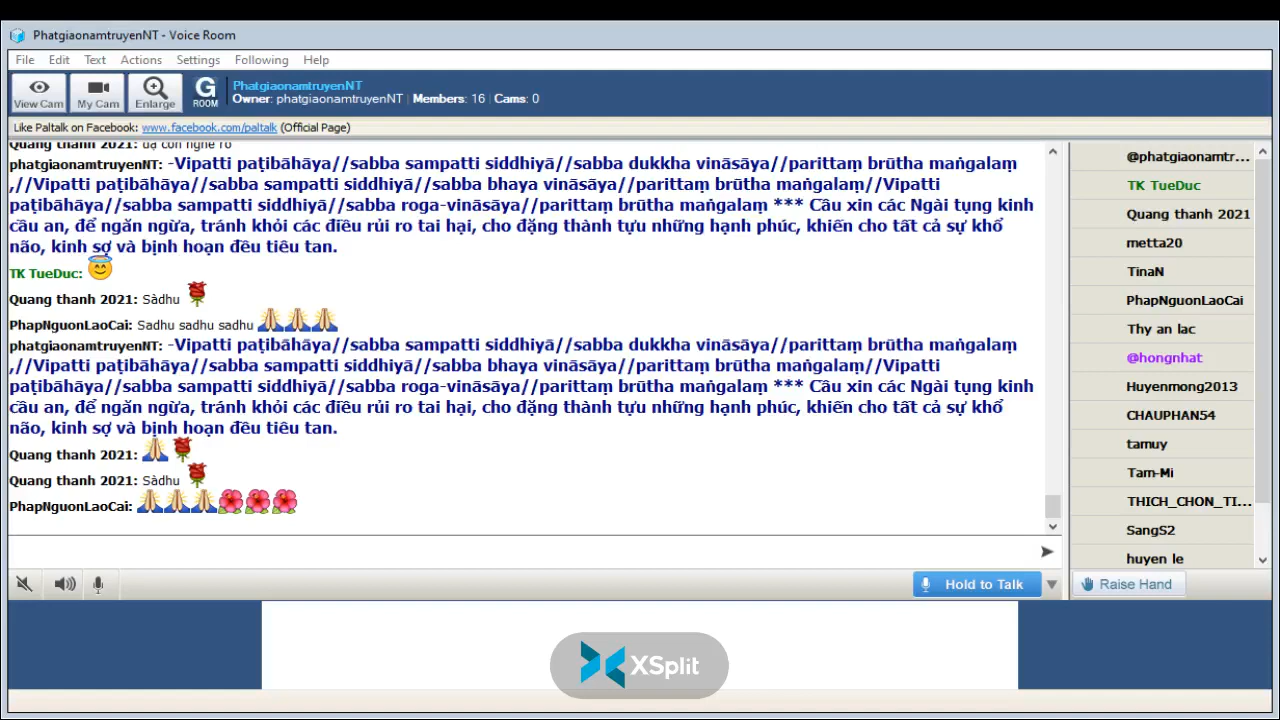 PhatgiaonamtruyenNT - Voice Room
File Edit Text Actions Settings Following Help
View Cam My Cam Enlarge G ROOM
PhatgiaonamtruyenNT
Owner: phatgiaonamtruyenNT | Members: 16 | Cams: 0
Like Paltalk on Facebook: www.facebook.com/paltalk (Official Page)
Quang thanh 2021: dạ con nghe rõ
phatgiaonamtruyenNT: -Vipatti paṭibāhāya//sabba sampatti siddhiyā//sabba dukkha vināsāya//parittaṃ brūtha maṅgalaṃ
,//Vipatti paṭibāhāya//sabba sampatti siddhiyā//sabba bhaya vināsāya//parittaṃ brūtha maṅgalaṃ//Vipatti
paṭibāhāya//sabba sampatti siddhiyā//sabba roga-vināsāya//parittaṃ brūtha maṅgalaṃ *** Cầu xin các Ngài tụng kinh
cầu an, để ngăn ngừa, tránh khỏi các điều rủi ro tai hại, cho đặng thành tựu những hạnh phúc, khiến cho tất cả sự khổ
não, kinh sợ và bịnh hoạn đều tiêu tan.
TK TueDuc:
Quang thanh 2021: Sàdhu
PhapNguonLaoCai: Sadhu sadhu sadhu
phatgiaonamtruyenNT: -Vipatti paṭibāhāya//sabba sampatti siddhiyā//sabba dukkha vināsāya//parittaṃ brūtha maṅgalaṃ
,//Vipatti paṭibāhāya//sabba sampatti siddhiyā//sabba bhaya vināsāya//parittaṃ brūtha maṅgalaṃ//Vipatti
paṭibāhāya//sabba sampatti siddhiyā//sabba roga-vināsāya//parittaṃ brūtha maṅgalaṃ *** Cầu xin các Ngài tụng kinh
cầu an, để ngăn ngừa, tránh khỏi các điều rủi ro tai hại, cho đặng thành tựu những hạnh phúc, khiến cho tất cả sự khổ
não, kinh sợ và bịnh hoạn đều tiêu tan.
Quang thanh 2021:
Quang thanh 2021: Sàdhu
PhapNguonLaoCai:
@phatgiaonamtr...
TK TueDuc
Quang thanh 2021
metta20
TinaN
PhapNguonLaoCai
Thy an lac
@hongnhat
Huyenmong2013
CHAUPHAN54
tamuy
Tam-Mi
THICH_CHON_TI...
SangS2
huyen le
Hold to Talk
Raise Hand
XSplit